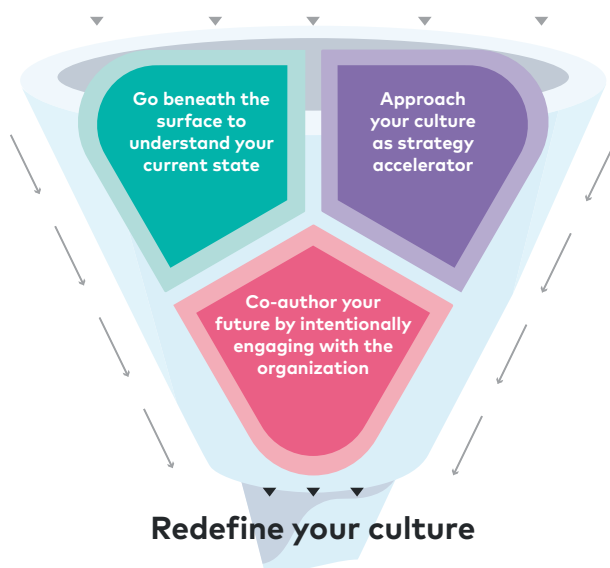 Go beneath the
surface to
understand your
current state
Approach
your culture
as strategy
accelerator
Co-author your
future by intentionally
engaging with the
organization
Redefine your culture